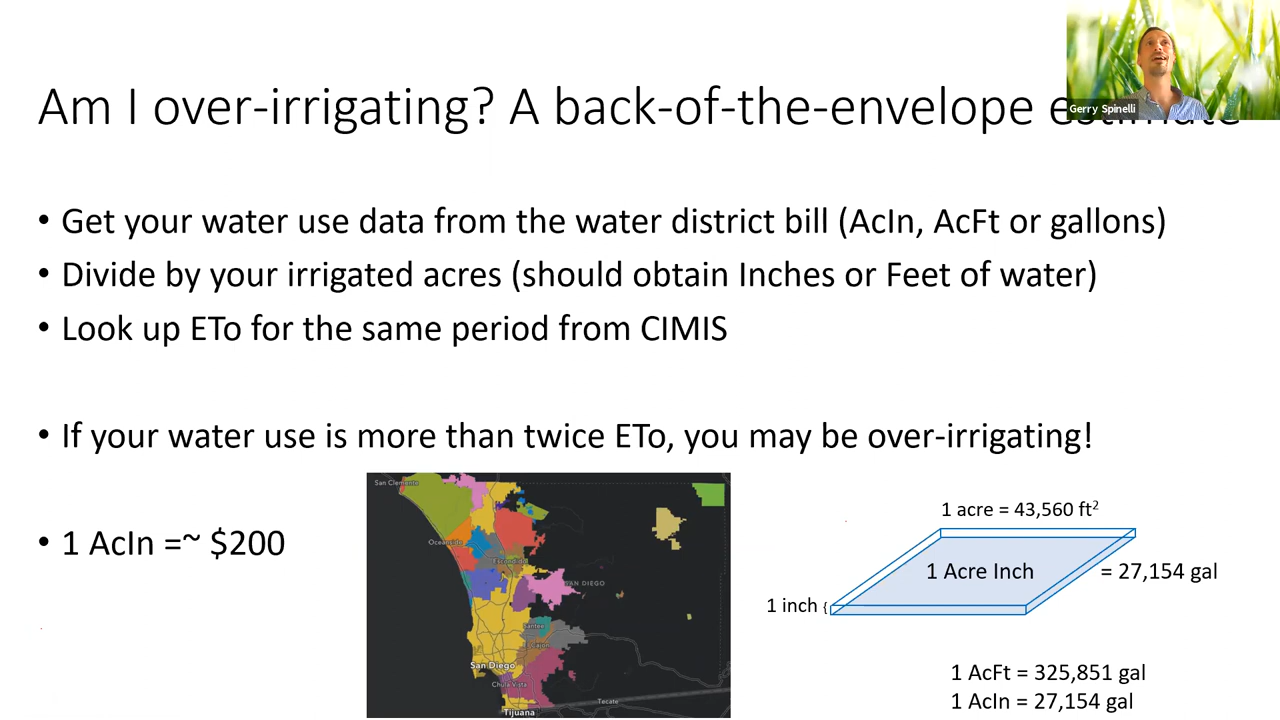 Am I over-irrigating? A back-of-the-envelope estimate
Gerry Spinelli
• Get your water use data from the water district bill (AcIn, AcFt or gallons)
• Divide by your irrigated acres (should obtain Inches or Feet of water)
• Look up ETo for the same period from CIMIS
• If your water use is more than twice ETo, you may be over-irrigating!
• 1 AcIn =~ $200
San Clemente
Oceanside
Escondido
SAN DIEGO
Santee
El Cajon
San Diego
Chula Vista
Tecate
Tijuana
1 acre = 43,560 ft²
1 Acre Inch
= 27,154 gal
1 inch {
1 AcFt = 325,851 gal
1 AcIn = 27,154 gal